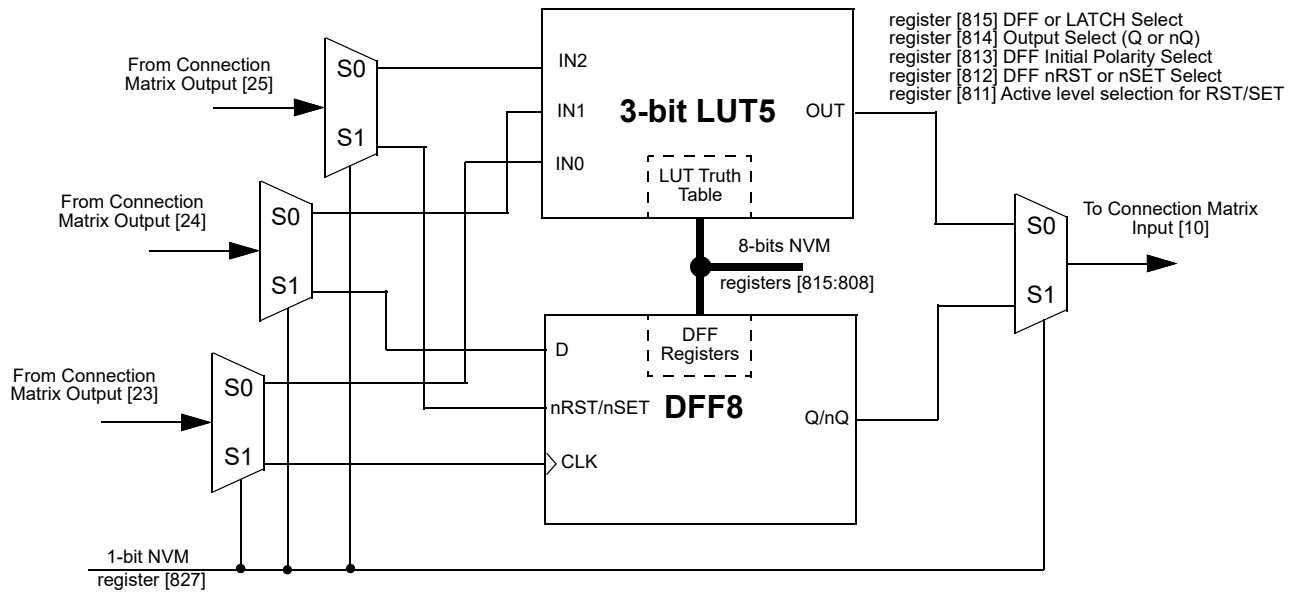 register [815] DFF or LATCH Select
register [814] Output Select (Q or nQ)
register [813] DFF Initial Polarity Select
register [812] DFF nRST or nSET Select
register [811] Active level selection for RST/SET
From Connection
Matrix Output [25]
S0
S1
IN2
IN1
IN0
3-bit LUT5
OUT
LUT Truth
Table
From Connection
Matrix Output [24]
S0
S1
To Connection Matrix
Input [10]
S0
S1
8-bits NVM
registers [815:808]
DFF
Registers
D
nRST/nSET
CLK
DFF8
Q/nQ
From Connection
Matrix Output [23]
S0
S1
1-bit NVM
register [827]